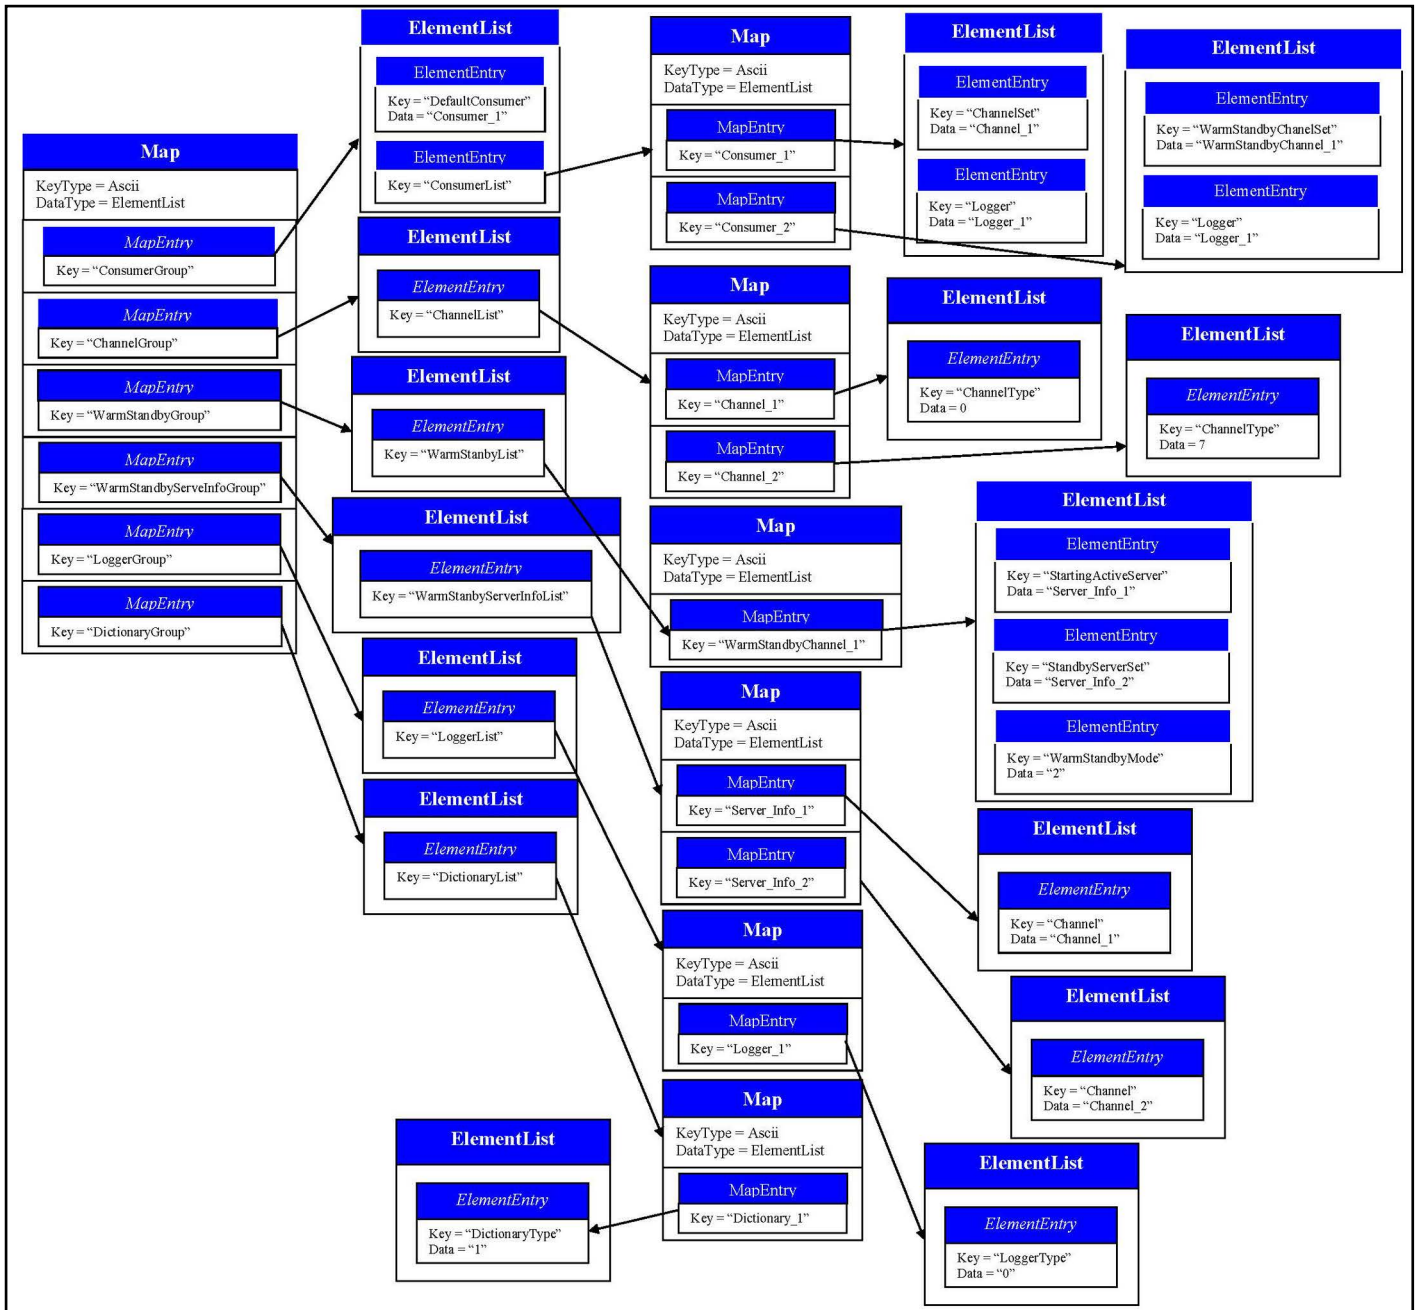 Map
KeyType = Ascii
DataType = ElementList
MapEntry
Key = “ConsumerGroup”
MapEntry
Key = “ChannelGroup”
MapEntry
Key = “WarmStandbyGroup”
MapEntry
Key = “WarmStandbyServeInfoGroup”
MapEntry
Key = “LoggerGroup”
MapEntry
Key = “DictionaryGroup”
ElementList
ElementEntry
Key = “DefaultConsumer”
Data = “Consumer_1”
ElementEntry
Key = “ConsumerList”
ElementList
ElementEntry
Key = “ChannelList”
ElementList
ElementEntry
Key = “WarmStanbyList”
ElementList
ElementEntry
Key = “WarmStanbyServerInfoList”
ElementList
ElementEntry
Key = “LoggerList”
ElementList
ElementEntry
Key = “DictionaryList”
Map
KeyType = Ascii
DataType = ElementList
MapEntry
Key = “Consumer_1”
MapEntry
Key = “Consumer_2”
Map
KeyType = Ascii
DataType = ElementList
MapEntry
Key = “Channel_1”
MapEntry
Key = “Channel_2”
Map
KeyType = Ascii
DataType = ElementList
MapEntry
Key = “WarmStandbyChannel_1”
Map
KeyType = Ascii
DataType = ElementList
MapEntry
Key = “Server_Info_1”
MapEntry
Key = “Server_Info_2”
Map
KeyType = Ascii
DataType = ElementList
MapEntry
Key = “Logger_1”
Map
KeyType = Ascii
DataType = ElementList
MapEntry
Key = “Dictionary_1”
ElementList
ElementEntry
Key = “ChannelSet”
Data = “Channel_1”
ElementEntry
Key = “Logger”
Data = “Logger_1”
ElementList
ElementEntry
Key = “WarmStandbyChanelSet”
Data = “WarmStandbyChannel_1”
ElementEntry
Key = “Logger”
Data = “Logger_1”
ElementList
ElementEntry
Key = “ChannelType”
Data = 0
ElementList
ElementEntry
Key = “ChannelType”
Data = 7
ElementList
ElementEntry
Key = “StartingActiveServer”
Data = “Server_Info_1”
ElementEntry
Key = “StandbyServerSet”
Data = “Server_Info_2”
ElementEntry
Key = “WarmStandbyMode”
Data = “2”
ElementList
ElementEntry
Key = “Channel”
Data = “Channel_1”
ElementList
ElementEntry
Key = “Channel”
Data = “Channel_2”
ElementList
ElementEntry
Key = “LoggerType”
Data = “0”
ElementList
ElementEntry
Key = “DictionaryType”
Data = “1”